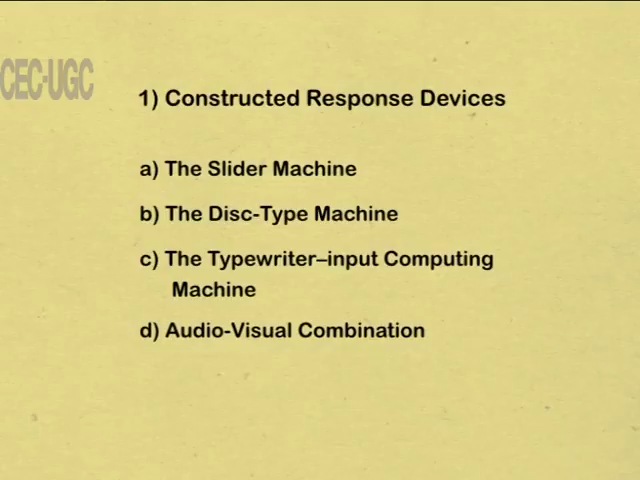 CEC-UGC
1) Constructed Response Devices
a) The Slider Machine
b) The Disc-Type Machine
c) The Typewriter–input Computing
Machine
d) Audio-Visual Combination